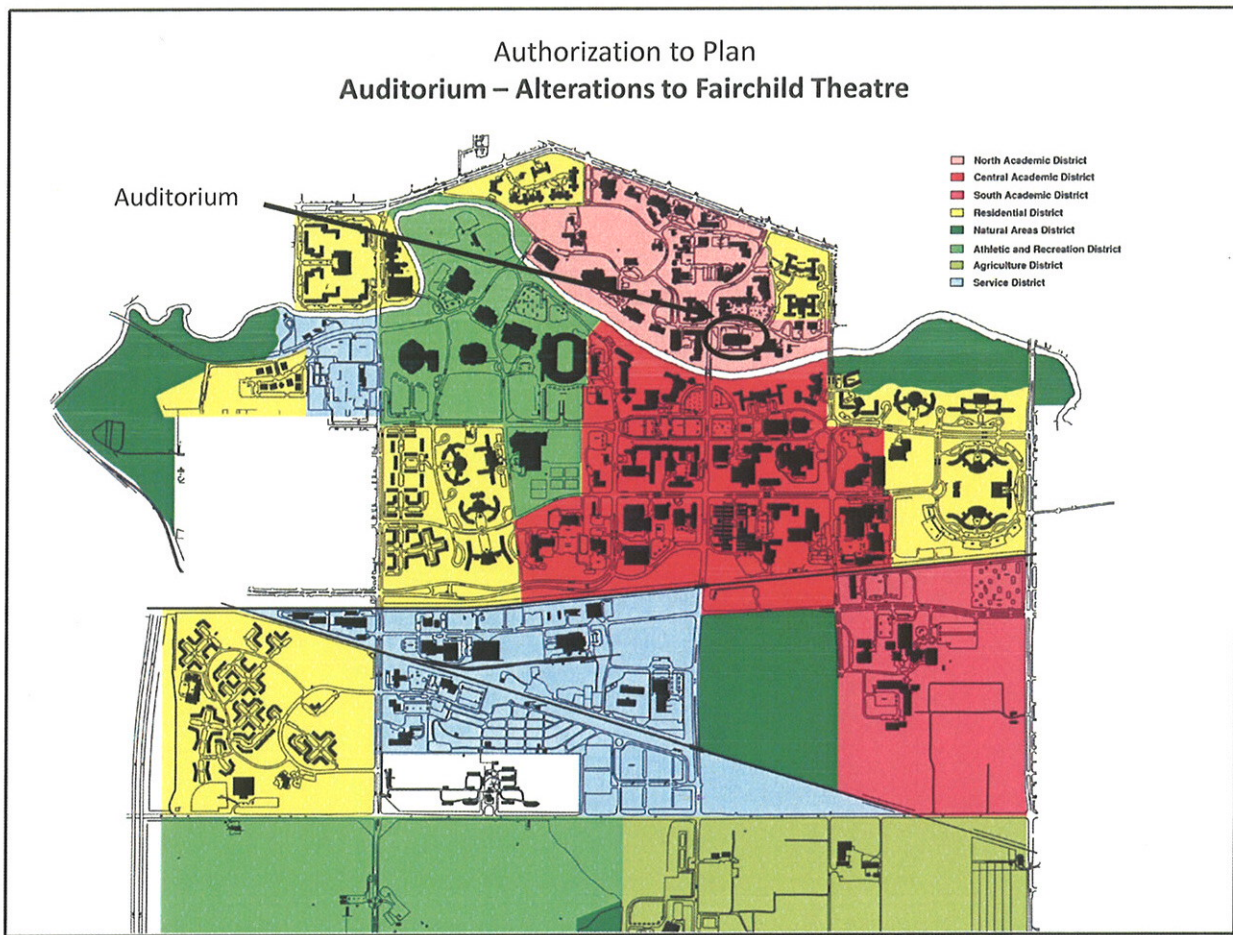 Authorization to Plan
Auditorium – Alterations to Fairchild Theatre
Auditorium
North Academic District
Central Academic District
South Academic District
Residential District
Natural Areas District
Athletic and Recreation District
Agriculture District
Service District